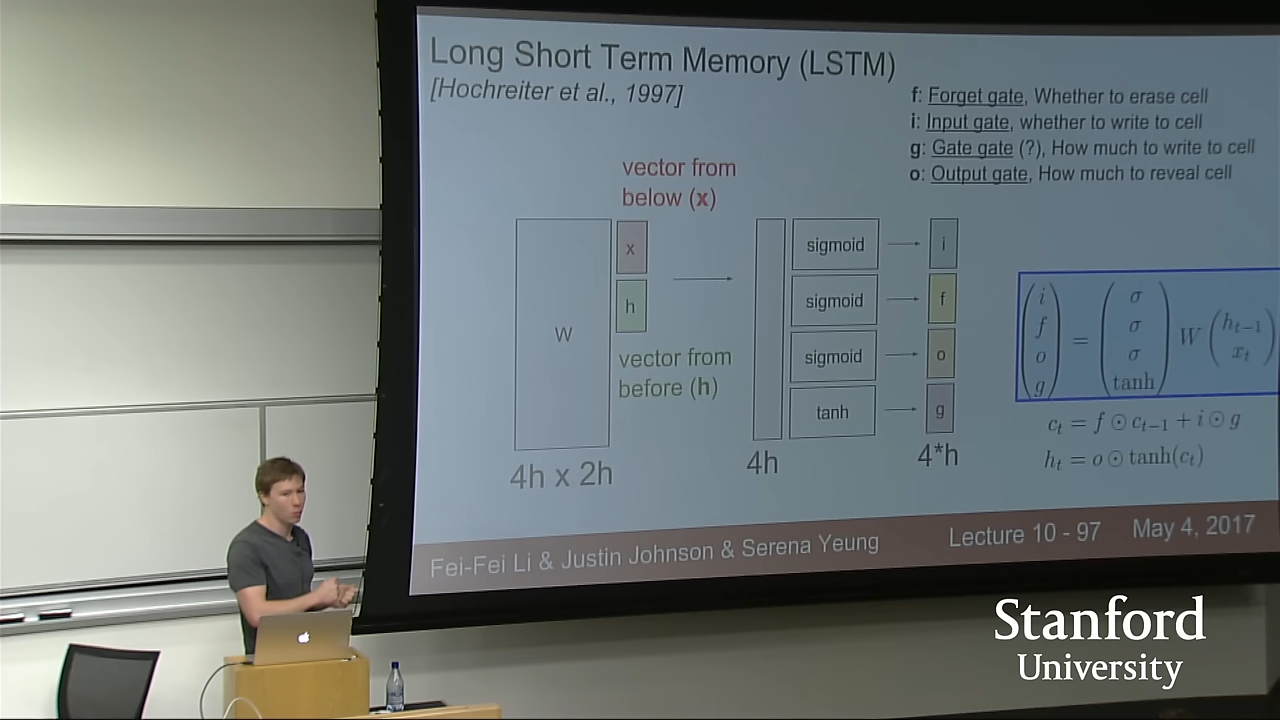 Long Short Term Memory (LSTM)
[Hochreiter et al., 1997]
f: Forget gate, Whether to erase cell
i: Input gate, whether to write to cell
g: Gate gate (?), How much to write to cell
o: Output gate, How much to reveal cell
vector from
below (x)
x
h
W
vector from
before (h)
4h x 2h
sigmoid
sigmoid
sigmoid
tanh
4h
i
f
o
g
4*h
(i f o g) = (σ σ σ tanh) W (h_{t-1} x_t)
c_t = f ⊙ c_{t-1} + i ⊙ g
h_t = o ⊙ tanh(c_t)
Fei-Fei Li & Justin Johnson & Serena Yeung
Lecture 10 - 97
May 4, 2017
Stanford
University